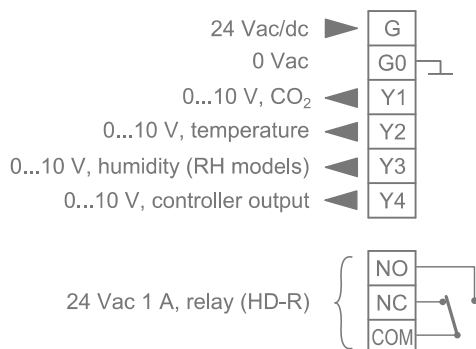 24 Vac/dc G
0 Vac G0
0...10 V, CO₂ Y1
0...10 V, temperature Y2
0...10 V, humidity (RH models) Y3
0...10 V, controller output Y4
NO
24 Vac 1 A, relay (HD-R) NC
COM